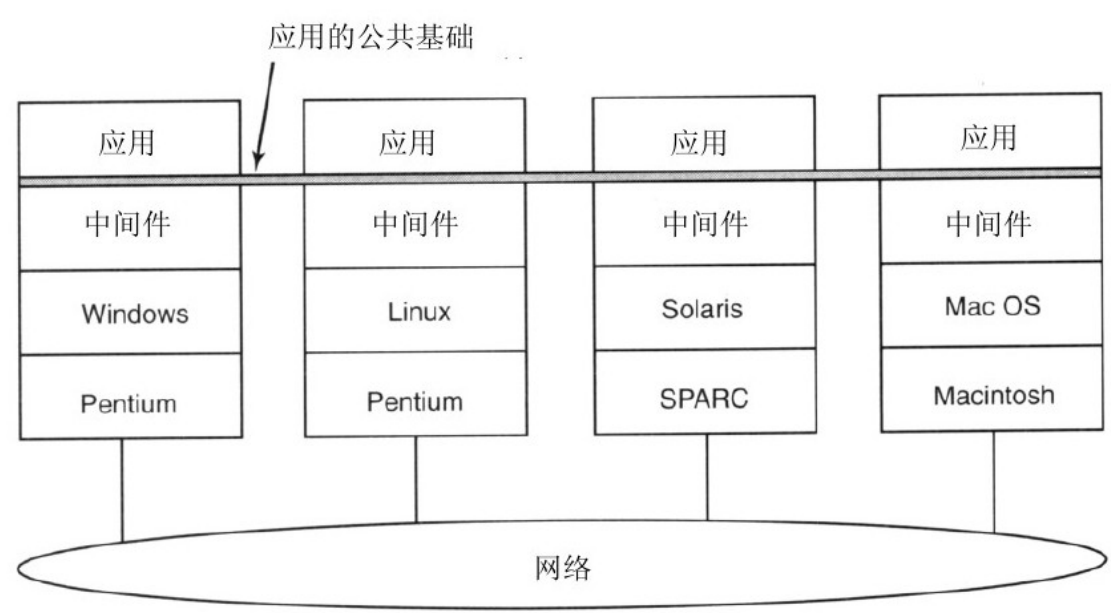 应用的公共基础
应用 应用 应用 应用
中间件 中间件 中间件 中间件
Windows Linux Solaris Mac OS
Pentium Pentium SPARC Macintosh
网络